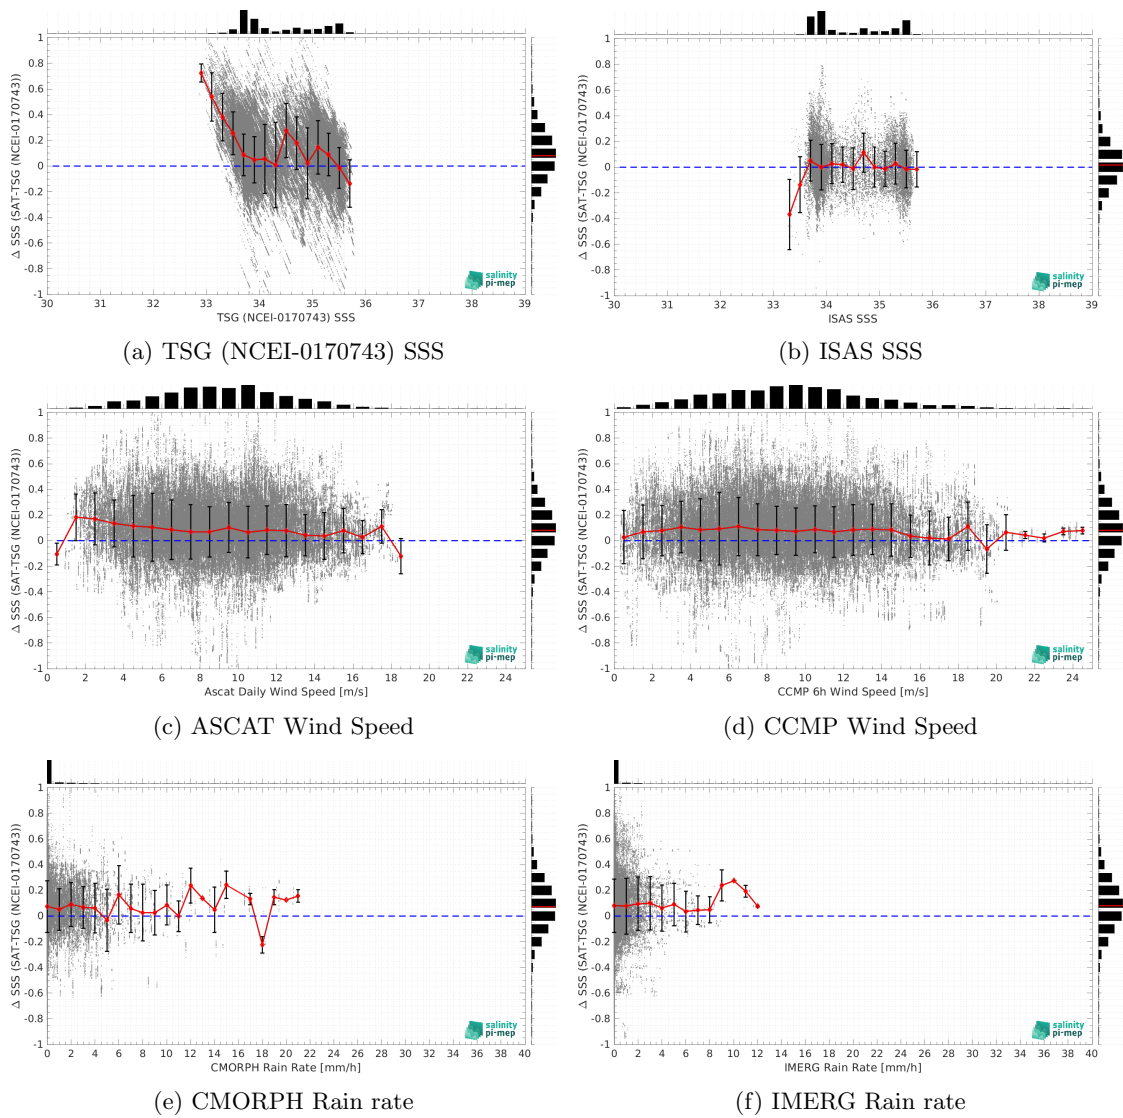 Δ SSS (SAT-TSG (NCEI-0170743))
1
0.8
0.6
0.4
0.2
0
-0.2
-0.4
-0.6
-0.8
-1
30 31 32 33 34 35 36 37 38 39
TSG (NCEI-0170743) SSS
salinity
pi-mep
(a) TSG (NCEI-0170743) SSS
Δ SSS (SAT-TSG (NCEI-0170743))
1
0.8
0.6
0.4
0.2
0
-0.2
-0.4
-0.6
-0.8
-1
30 31 32 33 34 35 36 37 38 39
ISAS SSS
salinity
pi-mep
(b) ISAS SSS
Δ SSS (SAT-TSG (NCEI-0170743))
1
0.8
0.6
0.4
0.2
0
-0.2
-0.4
-0.6
-0.8
-1
0 2 4 6 8 10 12 14 16 18 20 22 24
Ascat Daily Wind Speed [m/s]
salinity
pi-mep
(c) ASCAT Wind Speed
Δ SSS (SAT-TSG (NCEI-0170743))
1
0.8
0.6
0.4
0.2
0
-0.2
-0.4
-0.6
-0.8
-1
0 2 4 6 8 10 12 14 16 18 20 22 24
CCMP 6h Wind Speed [m/s]
salinity
pi-mep
(d) CCMP Wind Speed
Δ SSS (SAT-TSG (NCEI-0170743))
1
0.8
0.6
0.4
0.2
0
-0.2
-0.4
-0.6
-0.8
-1
0 2 4 6 8 10 12 14 16 18 20 22 24 26 28 30 32 34 36 38 40
CMORPH Rain Rate [mm/h]
salinity
pi-mep
(e) CMORPH Rain rate
Δ SSS (SAT-TSG (NCEI-0170743))
1
0.8
0.6
0.4
0.2
0
-0.2
-0.4
-0.6
-0.8
-1
0 2 4 6 8 10 12 14 16 18 20 22 24 26 28 30 32 34 36 38 40
IMERG Rain Rate [mm/h]
salinity
pi-mep
(f) IMERG Rain rate